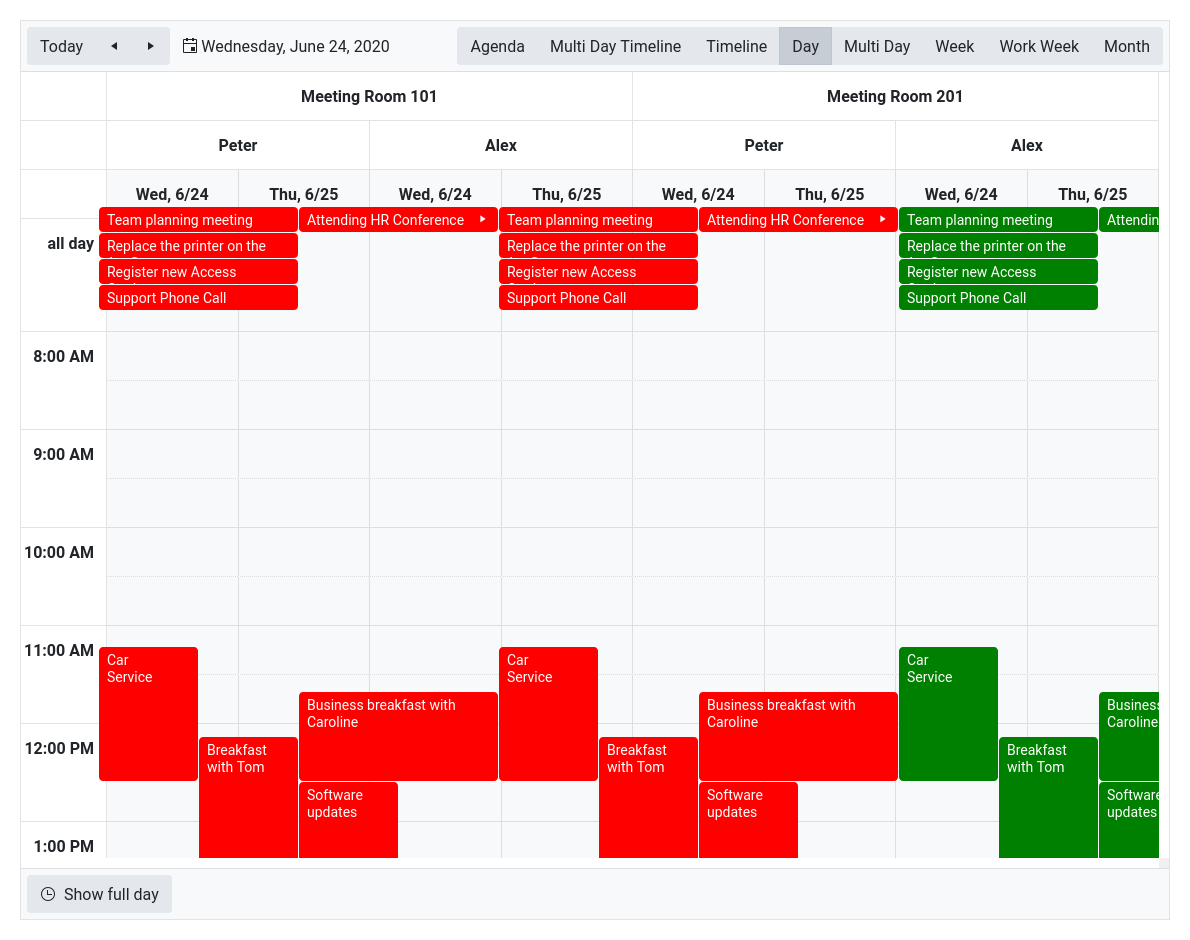 Today
Wednesday, June 24, 2020
Agenda Multi Day Timeline Timeline Day Multi Day Week Work Week Month
Meeting Room 101 Meeting Room 201
Peter Alex Peter Alex
Wed, 6/24 Thu, 6/25 Wed, 6/24 Thu, 6/25 Wed, 6/24 Thu, 6/25 Wed, 6/24 Thu, 6/25
all day
Team planning meeting
Replace the printer on the
Register new Access
Support Phone Call
Attending HR Conference
Team planning meeting
Replace the printer on the
Register new Access
Support Phone Call
Attending HR Conference
Team planning meeting
Replace the printer on the
Register new Access
Support Phone Call
Attendin
8:00 AM
9:00 AM
10:00 AM
11:00 AM
12:00 PM
1:00 PM
Car
Service
Breakfast
with Tom
Business breakfast with
Caroline
Software
updates
Car
Service
Breakfast
with Tom
Business breakfast with
Caroline
Software
updates
Car
Service
Breakfast
with Tom
Business
Caroline
Software
updates
Show full day